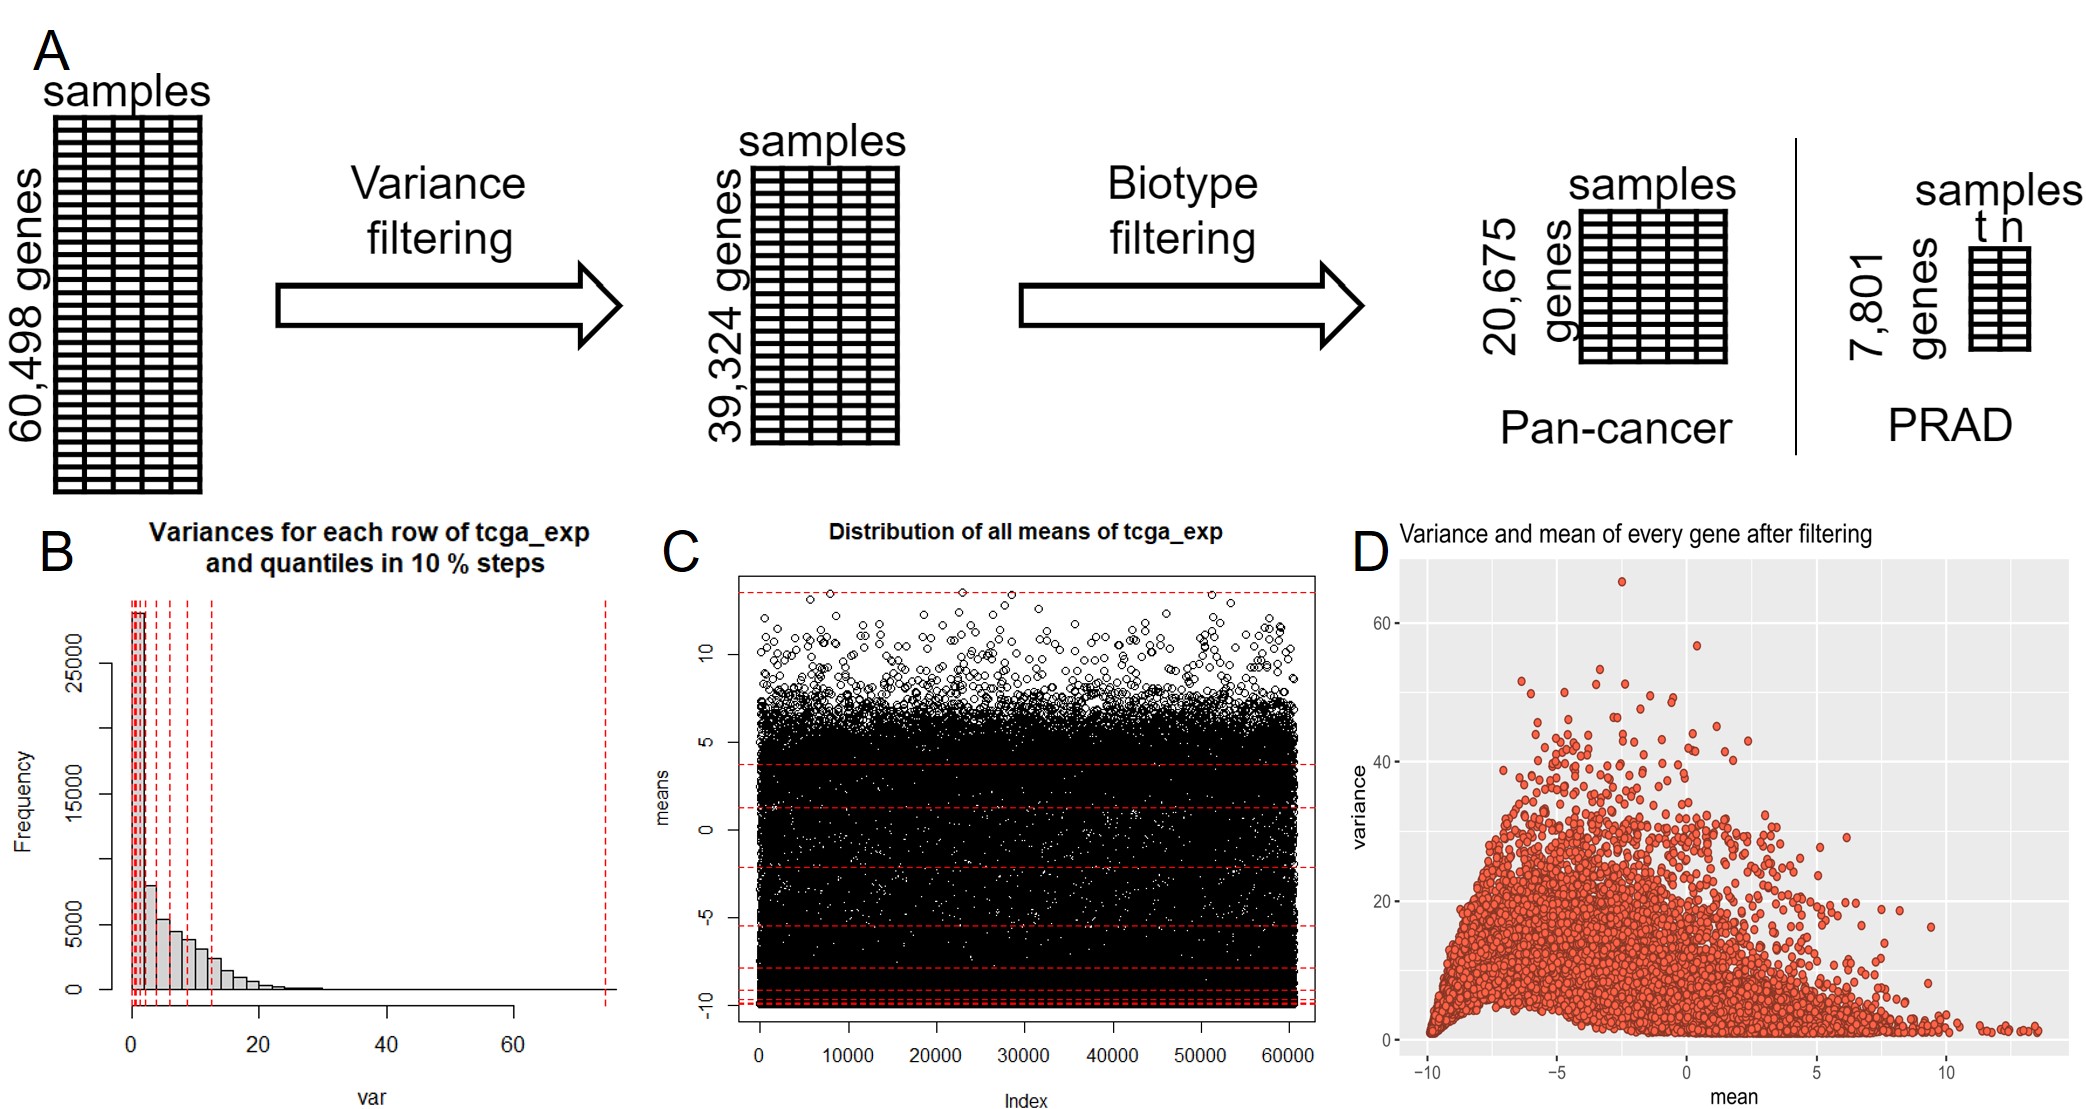 A
samples
60,498 genes
Variance
filtering
samples
39,324 genes
Biotype
filtering
samples
20,675
genes
Pan-cancer
samples
t n
7,801
genes
PRAD
B
Variances for each row of tcga_exp
and quantiles in 10 % steps
Frequency
0
5000
15000
25000
0
20
40
60
var
C
Distribution of all means of tcga_exp
means
-10
-5
0
5
10
0
10000
20000
30000
40000
50000
60000
Index
D
Variance and mean of every gene after filtering
variance
60
40
20
0
−10
−5
0
5
10
mean